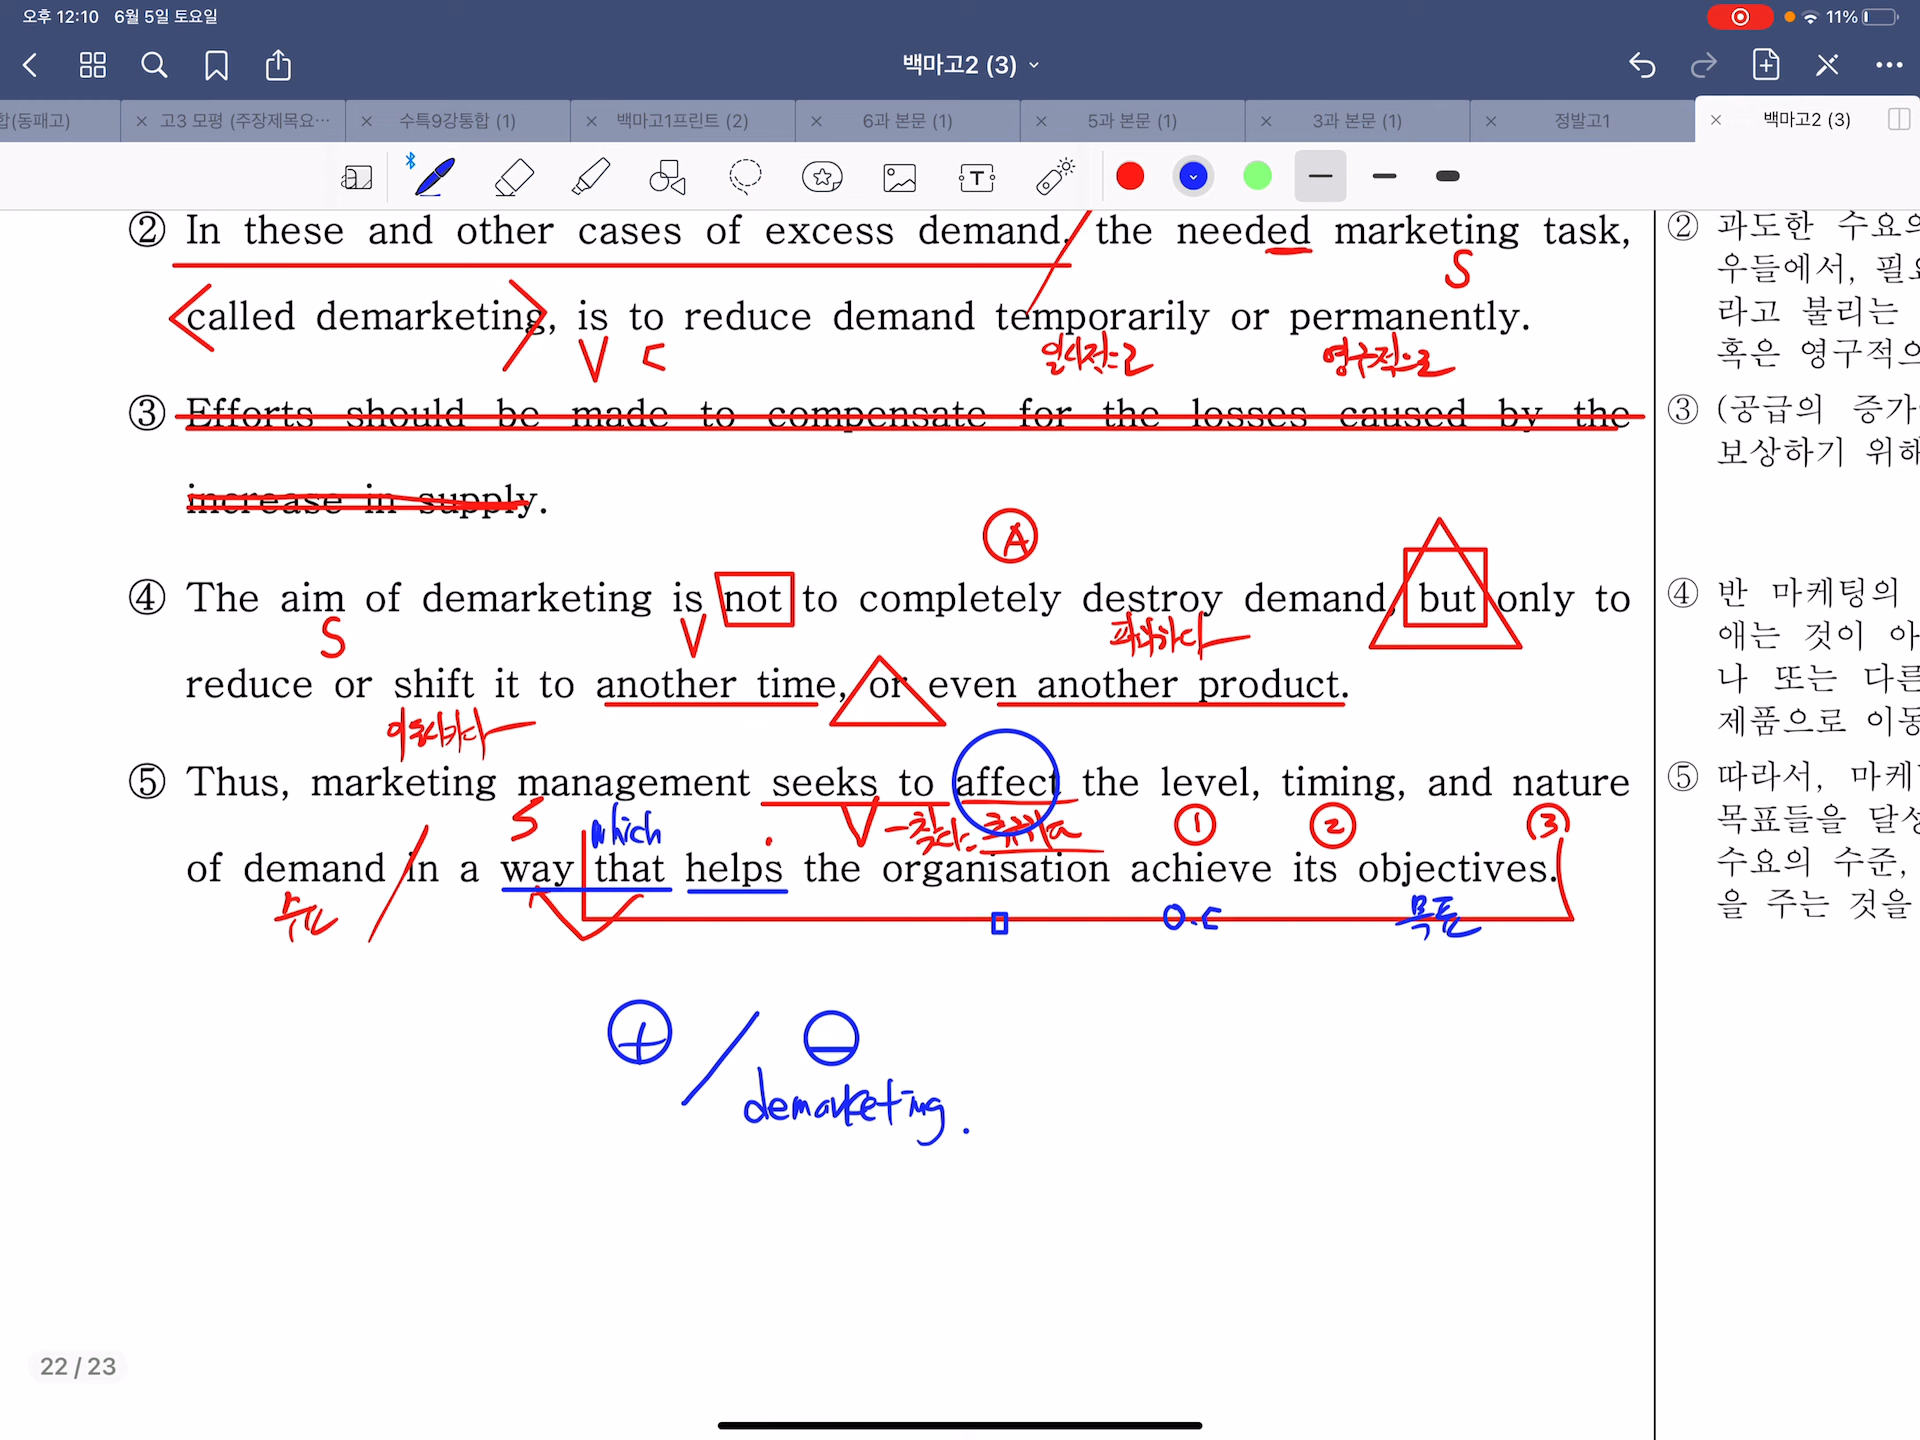 오후 12:10 6월 5일 토요일
11%
백마고2 (3)
합(동패고)
고3 모평 (주장제목요···
수특9강통합 (1)
백마고1프린트 (2)
6과 본문 (1)
5과 본문 (1)
3과 본문 (1)
정발고1
백마고2 (3)
② In these and other cases of excess demand, the needed marketing task,
S
called demarketing, is to reduce demand temporarily or permanently.
V C 일시적으로 영구적으로
③ Efforts should be made to compensate for the losses caused by the
increase in supply.
A
④ The aim of demarketing is not to completely destroy demand, but only to
S V 파괴하다
reduce or shift it to another time, or even another product.
이동시키다
⑤ Thus, marketing management seeks to affect the level, timing, and nature
S which V ① ② ③
of demand in a way that helps the organisation achieve its objectives.
수요 O.C 목표
+ / −
demarketing.
② 과도한 수요의
우들에서, 필요
라고 불리는
혹은 영구적으
③ (공급의 증가
보상하기 위해
④ 반 마케팅의
애는 것이 아
나 또는 다른
제품으로 이동
⑤ 따라서, 마케
목표들을 달성
수요의 수준,
을 주는 것을
22 / 23